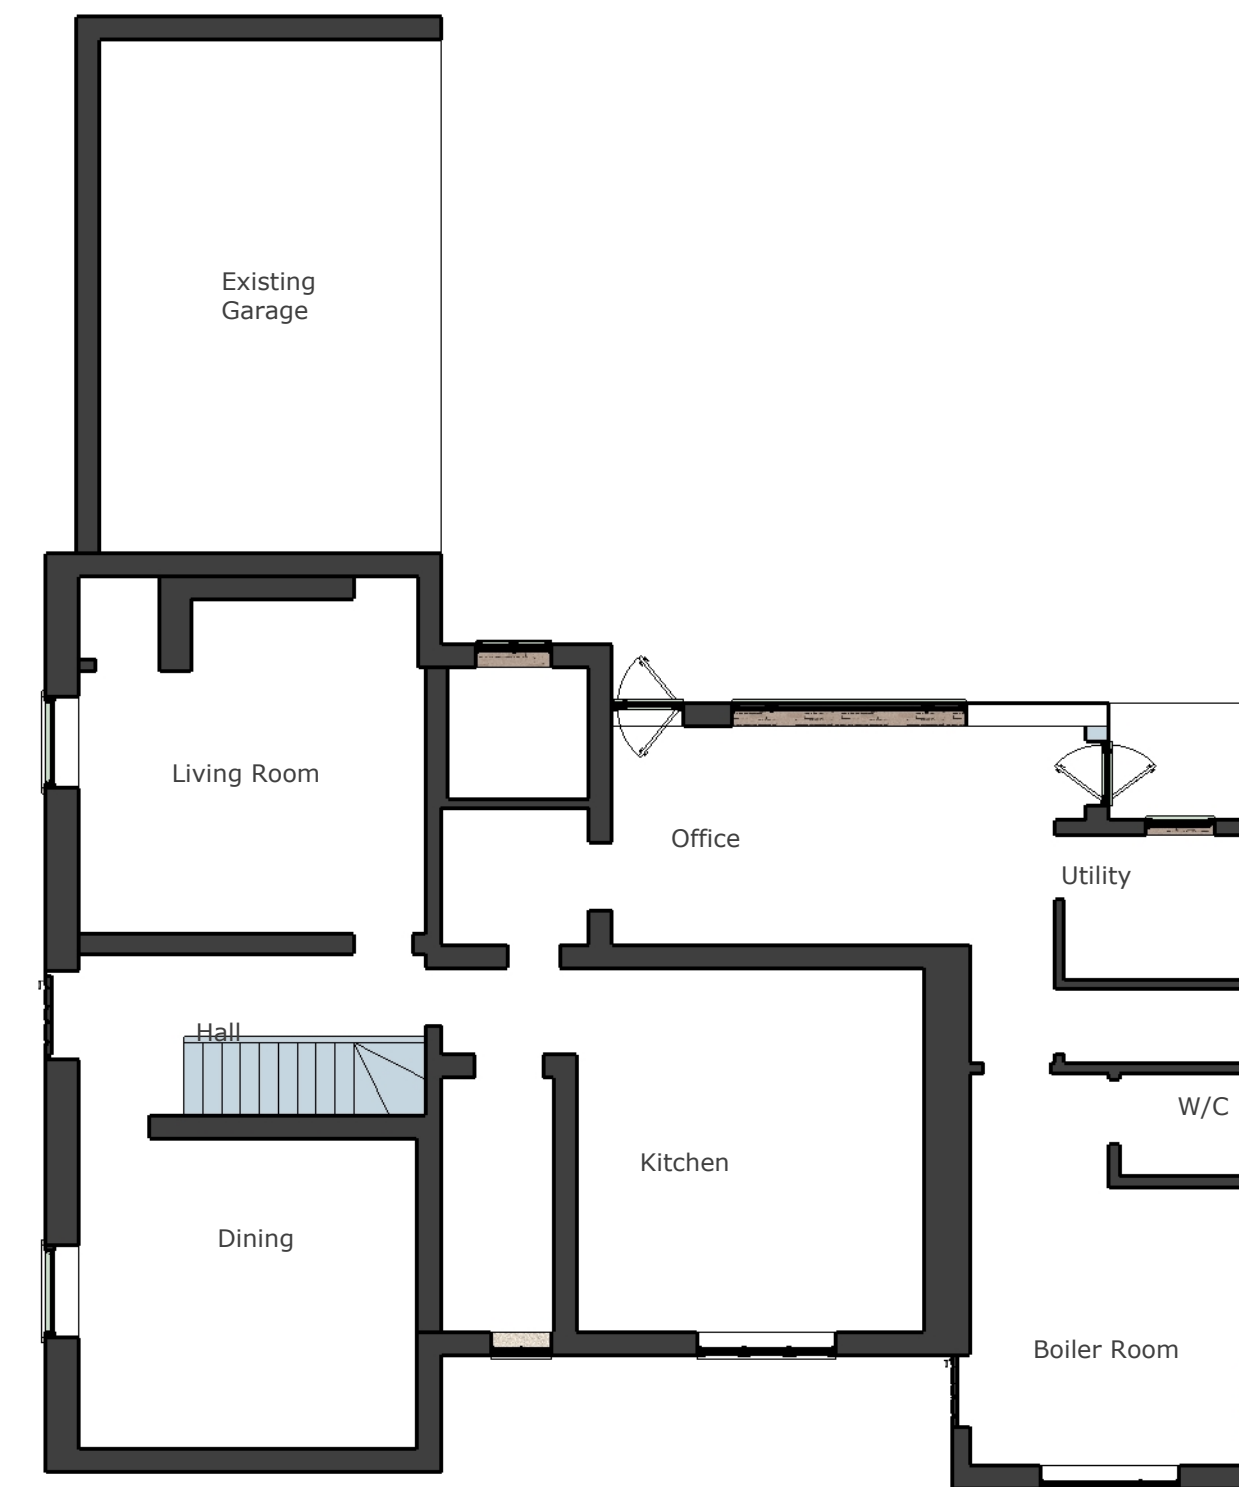 Existing
Garage
Living Room
Office
Utility
Hall
W/C
Kitchen
Dining
Boiler Room